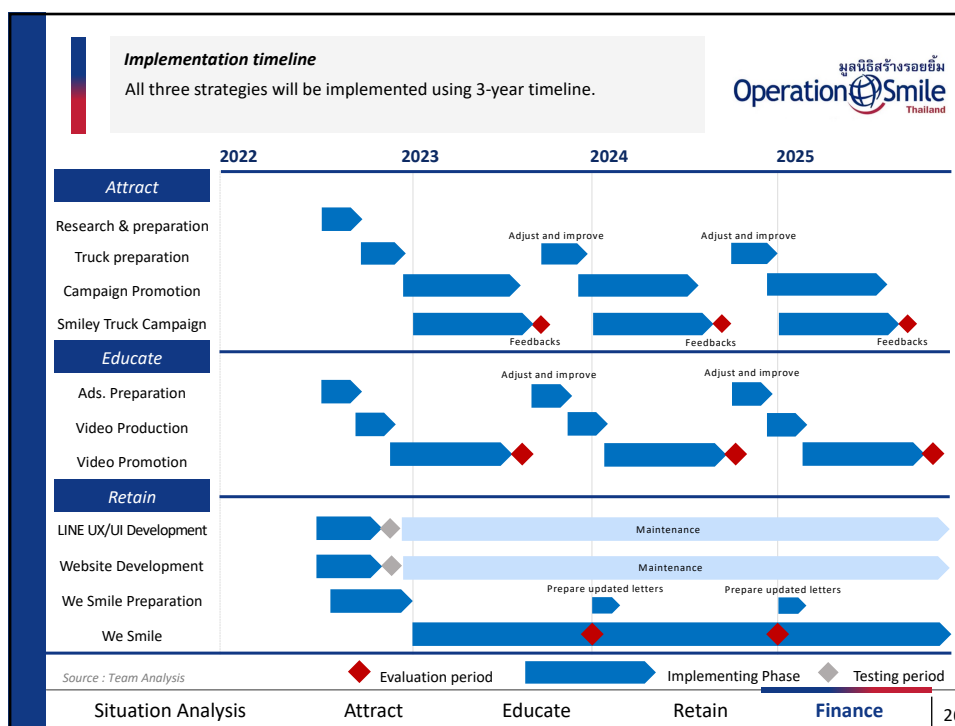 Implementation timeline
All three strategies will be implemented using 3-year timeline.
มูลนิธิสร้างรอยยิ้ม
Operation Smile
Thailand
2022 2023 2024 2025
Attract
Research & preparation
Adjust and improve Adjust and improve
Truck preparation
Campaign Promotion
Smiley Truck Campaign
Feedbacks Feedbacks Feedbacks
Educate
Adjust and improve Adjust and improve
Ads. Preparation
Video Production
Video Promotion
Retain
LINE UX/UI Development Maintenance
Website Development Maintenance
Prepare updated letters Prepare updated letters
We Smile Preparation
We Smile
Source : Team Analysis Evaluation period Implementing Phase Testing period
Situation Analysis Attract Educate Retain Finance